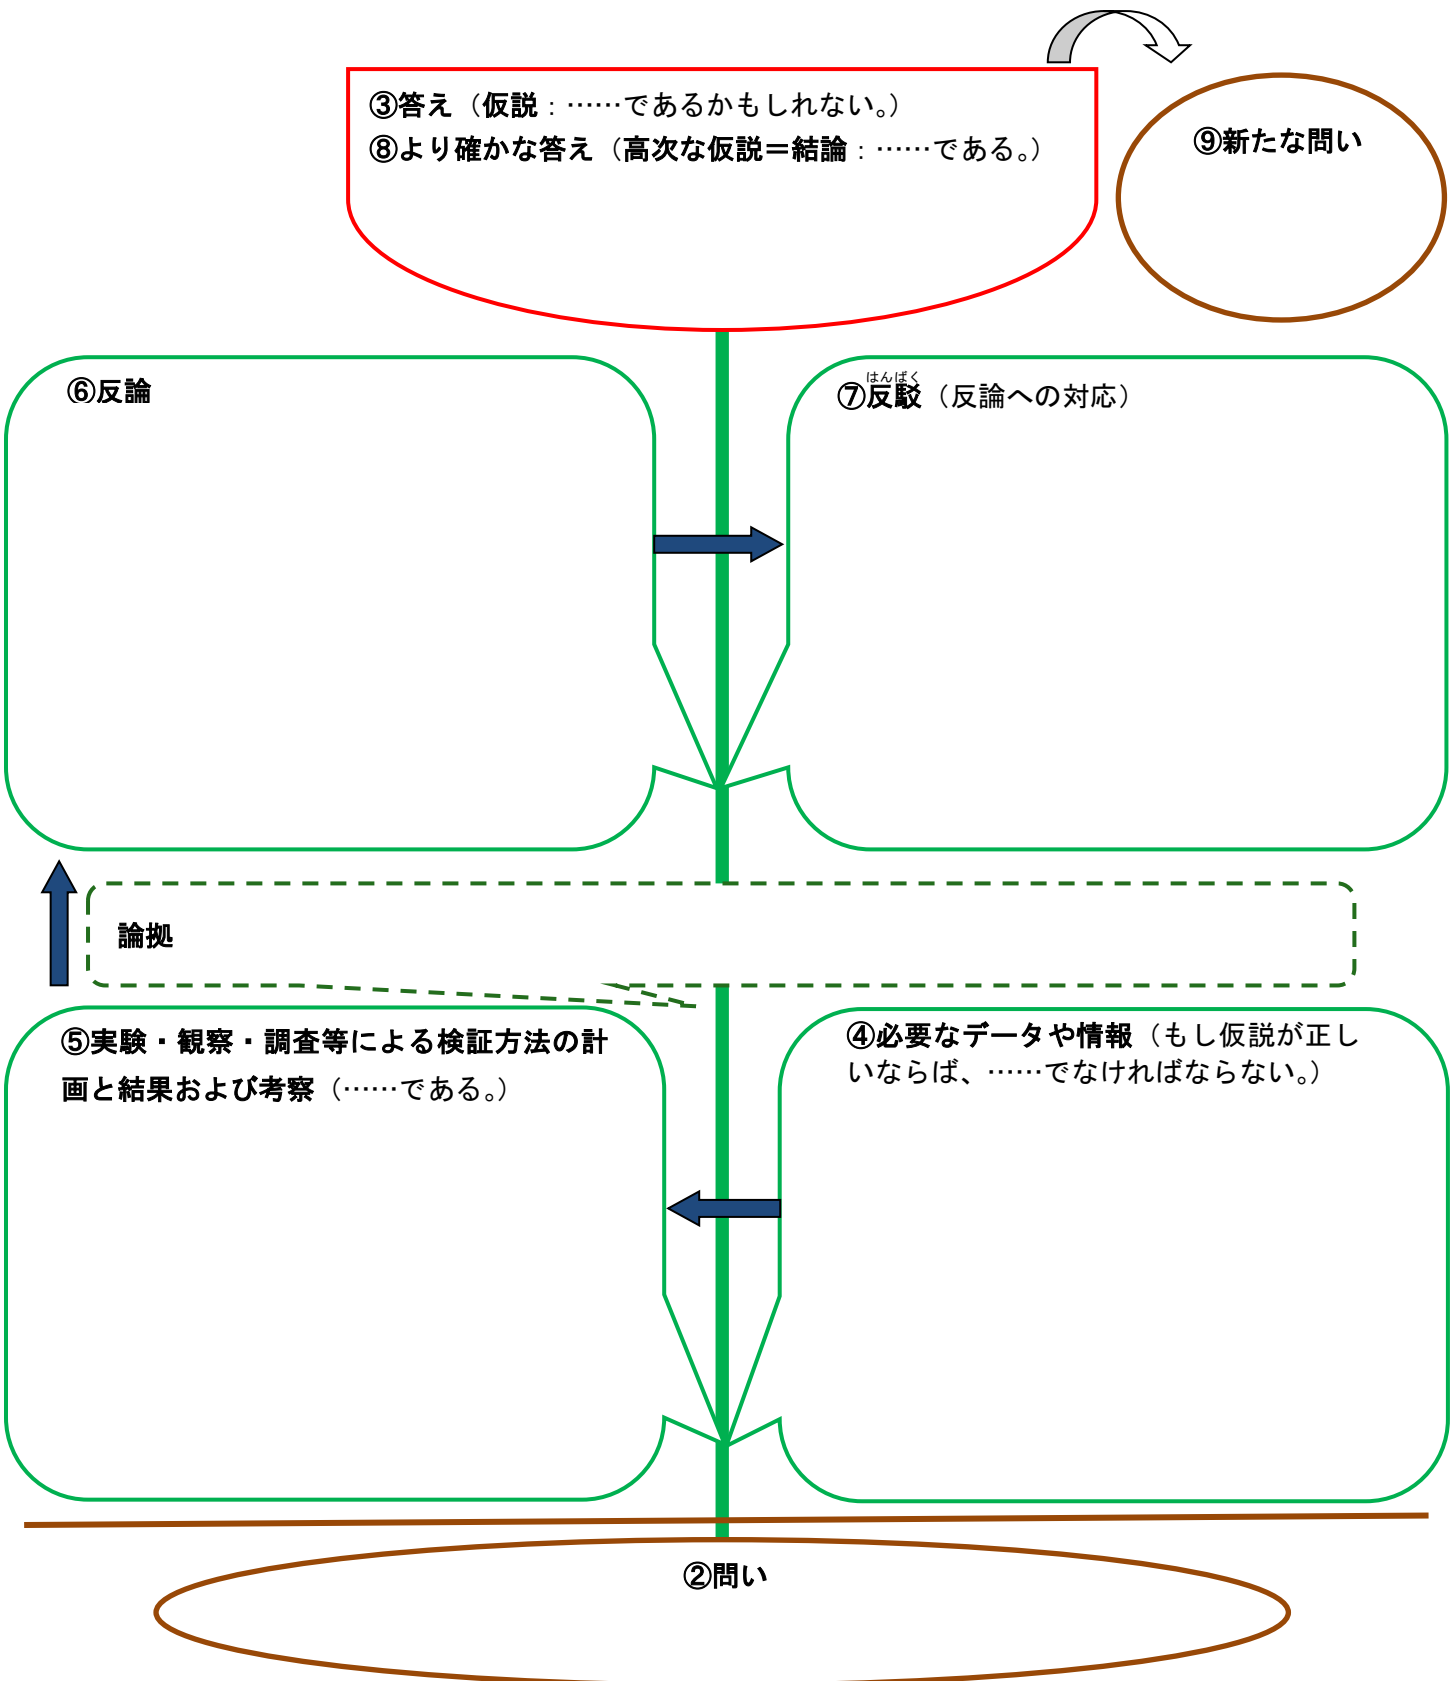 ③答え（仮説：……であるかもしれない。）
⑧より確かな答え（高次な仮説＝結論：……である。）
⑨新たな問い
⑥反論
はんばく
⑦反駁（反論への対応）
論拠
⑤実験・観察・調査等による検証方法の計
画と結果および考察（……である。）
④必要なデータや情報（もし仮説が正し
いならば、……でなければならない。）
②問い